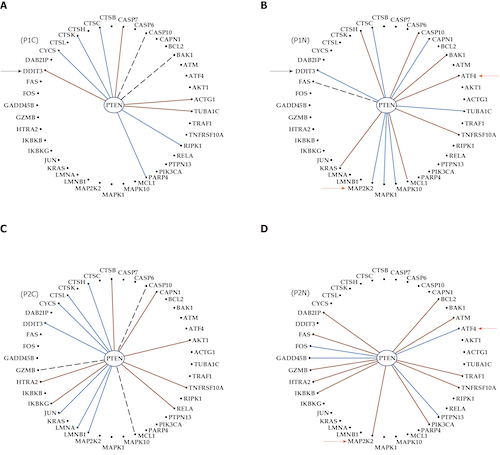 A
(P1C)
CTSB
CASP7
CTSC
CASP6
CTSH
CASP10
CTSK
CAPN1
CTSL
BCL2
CYCS
BAK1
DAB2IP
ATM
DDIT3
ATF4
FAS
AKT1
FOS
ACTG1
PTEN
GADD45B
TUBA1C
GZMB
TRAF1
HTRA2
TNFRSF10A
IKBKB
RIPK1
IKBKG
RELA
JUN
PTPN13
KRAS
PIK3CA
LMNA
PARP4
LMNB1
MCL1
MAP2K2
MAPK10
MAPK1
B
(P1N)
CTSB
CASP7
CTSC
CASP6
CTSH
CASP10
CTSK
CAPN1
CTSL
BCL2
CYCS
BAK1
DAB2IP
ATM
DDIT3
ATF4
FAS
AKT1
FOS
ACTG1
PTEN
GADD45B
TUBA1C
GZMB
TRAF1
HTRA2
TNFRSF10A
IKBKB
RIPK1
IKBKG
RELA
JUN
PTPN13
KRAS
PIK3CA
LMNA
PARP4
LMNB1
MCL1
MAP2K2
MAPK10
MAPK1
C
(P2C)
CTSB
CASP7
CTSC
CASP6
CTSH
CASP10
CTSK
CAPN1
CTSL
BCL2
CYCS
BAK1
DAB2IP
ATM
DDIT3
ATF4
FAS
AKT1
FOS
ACTG1
PTEN
GADD45B
TUBA1C
GZMB
TRAF1
HTRA2
TNFRSF10A
IKBKB
RIPK1
IKBKG
RELA
JUN
PTPN13
KRAS
PIK3CA
LMNA
PARP4
LMNB1
MCL1
MAP2K2
MAPK10
MAPK1
D
(P2N)
CTSB
CASP7
CTSC
CASP6
CTSH
CASP10
CTSK
CAPN1
CTSL
BCL2
CYCS
BAK1
DAB2IP
ATM
DDIT3
ATF4
FAS
AKT1
FOS
ACTG1
PTEN
GADD45B
TUBA1C
GZMB
TRAF1
HTRA2
TNFRSF10A
IKBKB
RIPK1
IKBKG
RELA
JUN
PTPN13
KRAS
PIK3CA
LMNA
PARP4
LMNB1
MCL1
MAP2K2
MAPK10
MAPK1